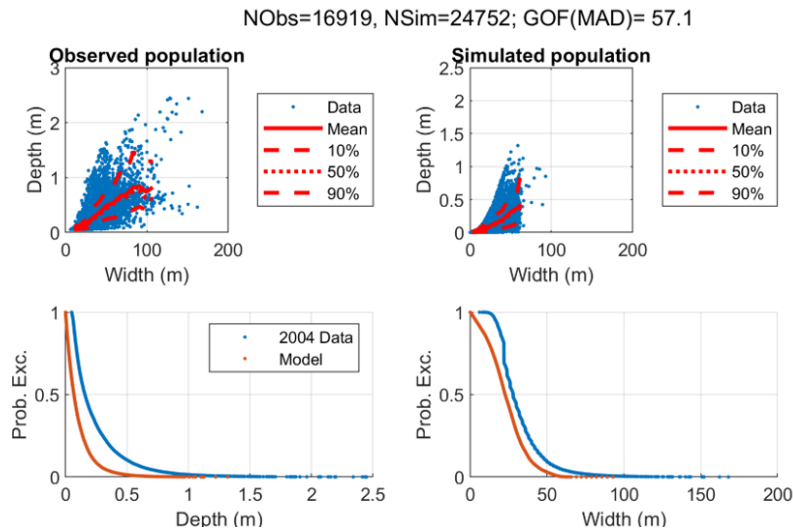 NObs=16919, NSim=24752; GOF(MAD)= 57.1
Observed population
3
2
1
0
Depth (m)
0 100 200
Width (m)
Data
Mean
10%
50%
90%
Simulated population
2.5
2
1.5
1
0.5
0
Depth (m)
0 100 200
Width (m)
Data
Mean
10%
50%
90%
1
0.5
0
Prob. Exc.
2004 Data
Model
0 0.5 1 1.5 2 2.5
Depth (m)
1
0.5
0
Prob. Exc.
0 50 100 150 200
Width (m)